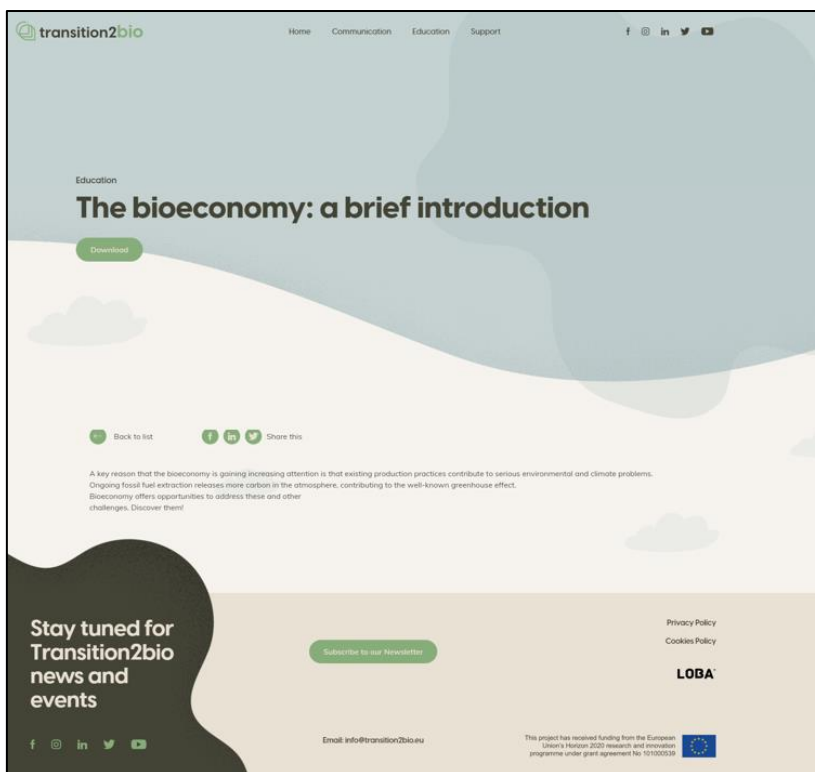 transition2bio
Home Communication Education Support
Education
The bioeconomy: a brief introduction
Download
Back to list
Share this
A key reason that the bioeconomy is gaining increasing attention is that existing production practices contribute to serious environmental and climate problems.
Ongoing fossil fuel extraction releases more carbon in the atmosphere, contributing to the well-known greenhouse effect.
Bioeconomy offers opportunities to address these and other
challenges. Discover them!
Stay tuned for
Transition2bio
news and
events
Subscribe to our Newsletter
Email: info@transition2bio.eu
Privacy Policy
Cookies Policy
LOBA
This project has received funding from the European
Union's Horizon 2020 research and innovation
programme under grant agreement No 101000539